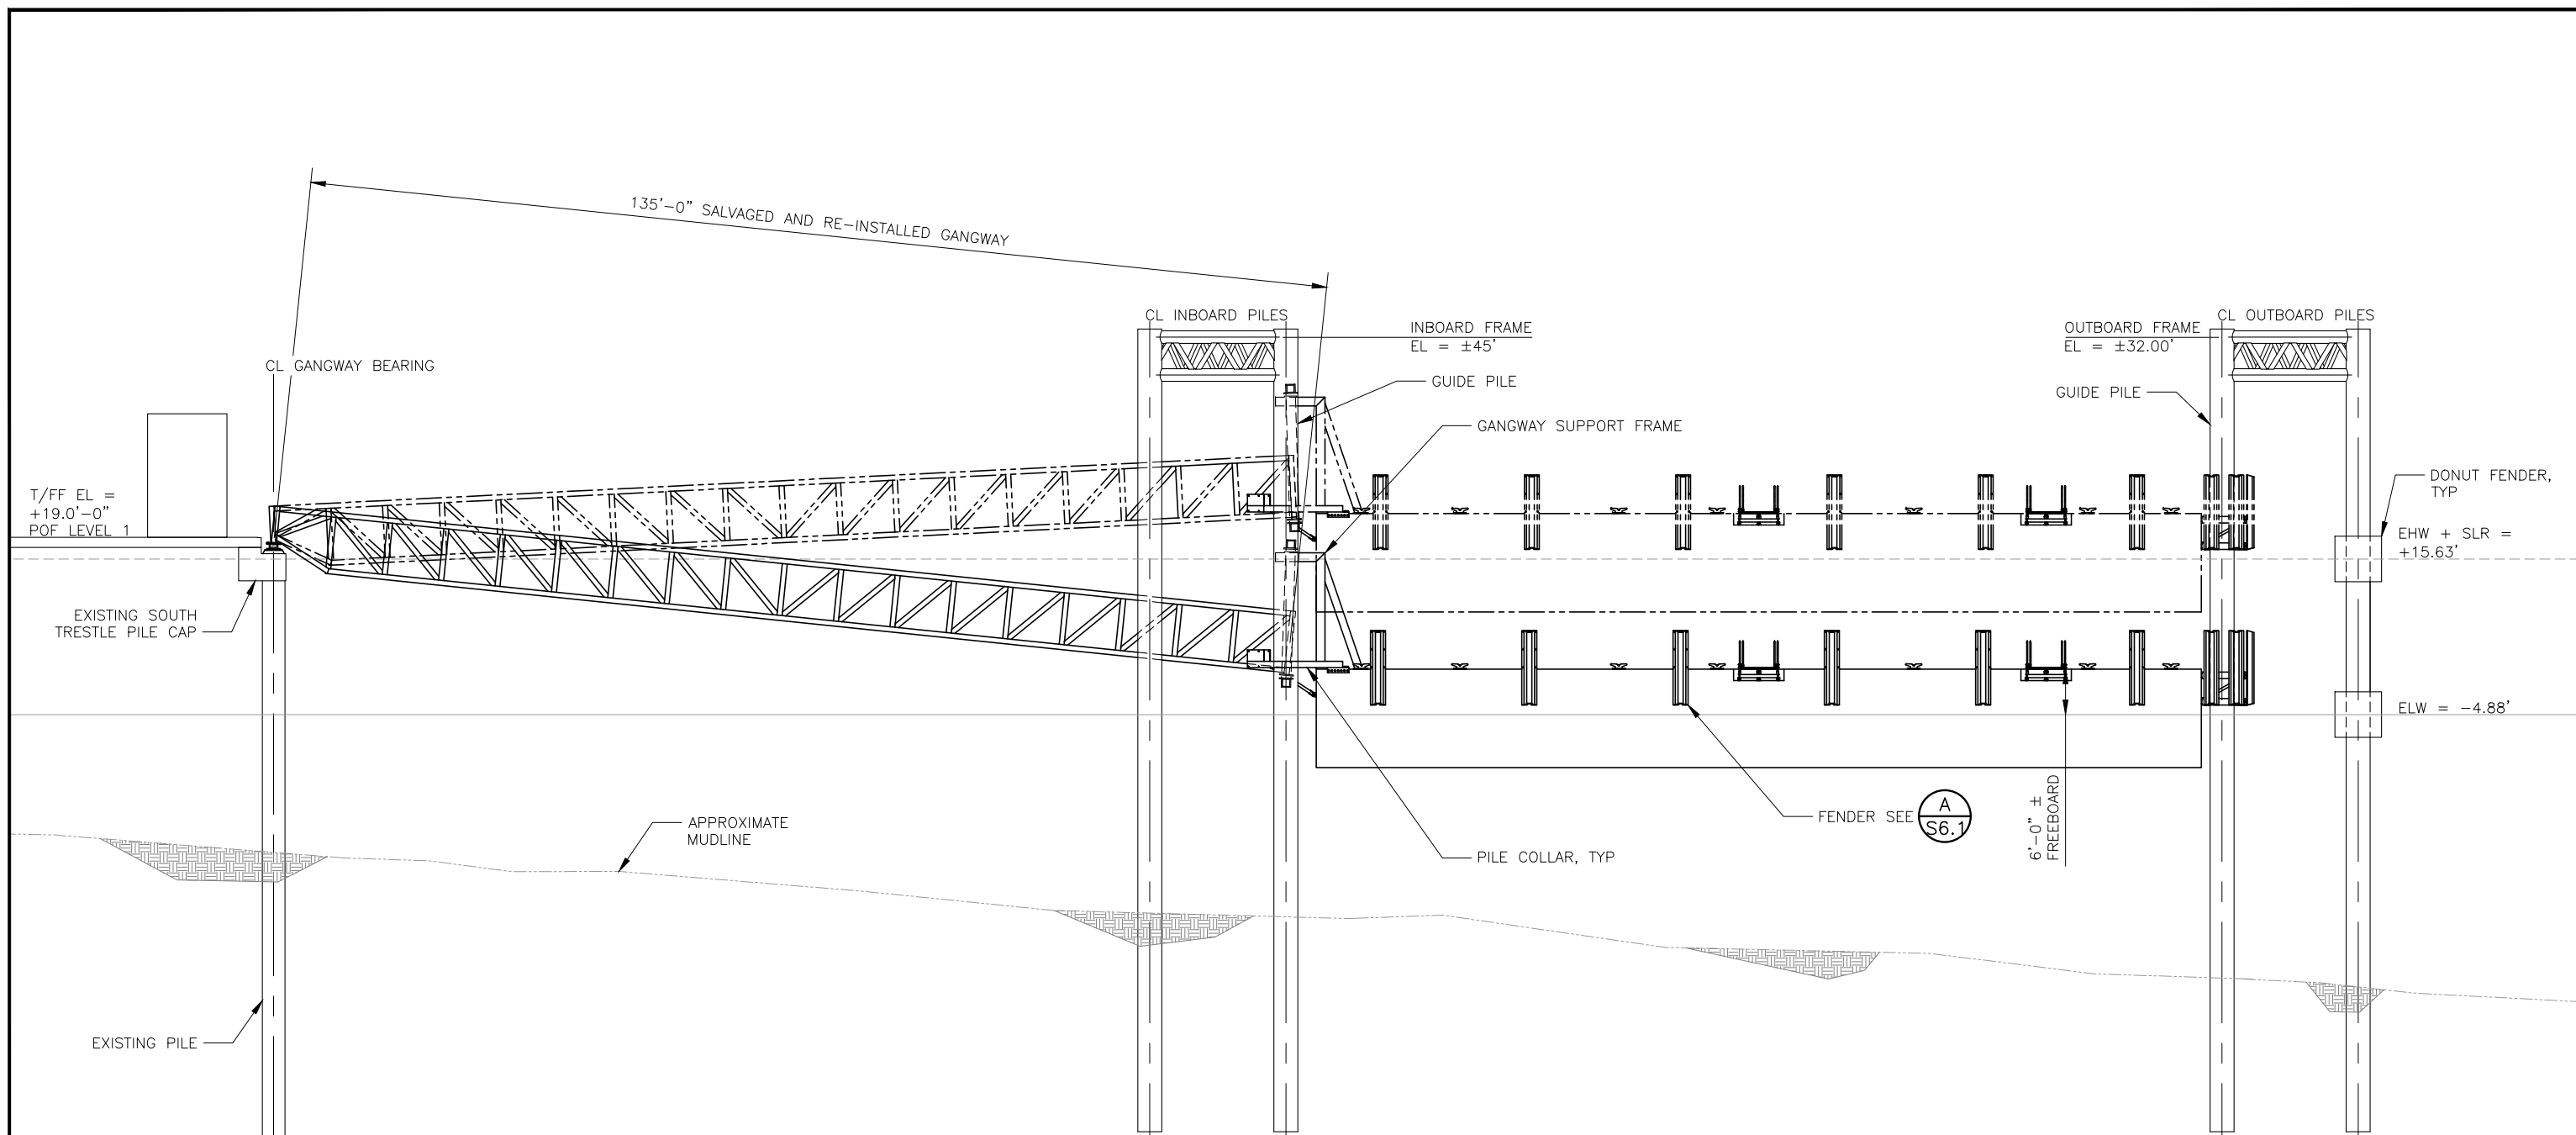 135'-0" SALVAGED AND RE-INSTALLED GANGWAY
CL INBOARD PILES
INBOARD FRAME
EL = ±45'
OUTBOARD FRAME
EL = ±32.00'
CL OUTBOARD PILES
CL GANGWAY BEARING
GUIDE PILE
GUIDE PILE
GANGWAY SUPPORT FRAME
T/FF EL =
+19.0'-0"
POF LEVEL 1
DONUT FENDER,
TYP
EHW + SLR =
+15.63'
EXISTING SOUTH
TRESTLE PILE CAP
ELW = -4.88'
6'-0" ±
FREEBOARD
FENDER SEE
A
S6.1
APPROXIMATE
MUDLINE
PILE COLLAR, TYP
EXISTING PILE